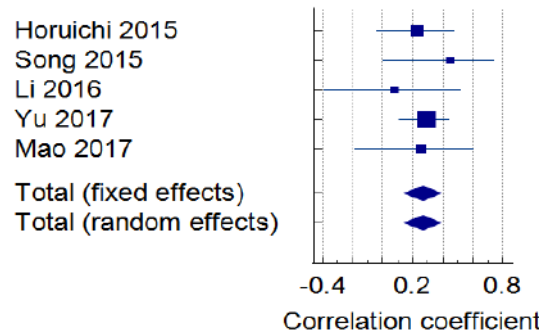 Horuichi 2015
Song 2015
Li 2016
Yu 2017
Mao 2017
Total (fixed effects)
Total (random effects)
-0.4 0.2 0.8
Correlation coefficient